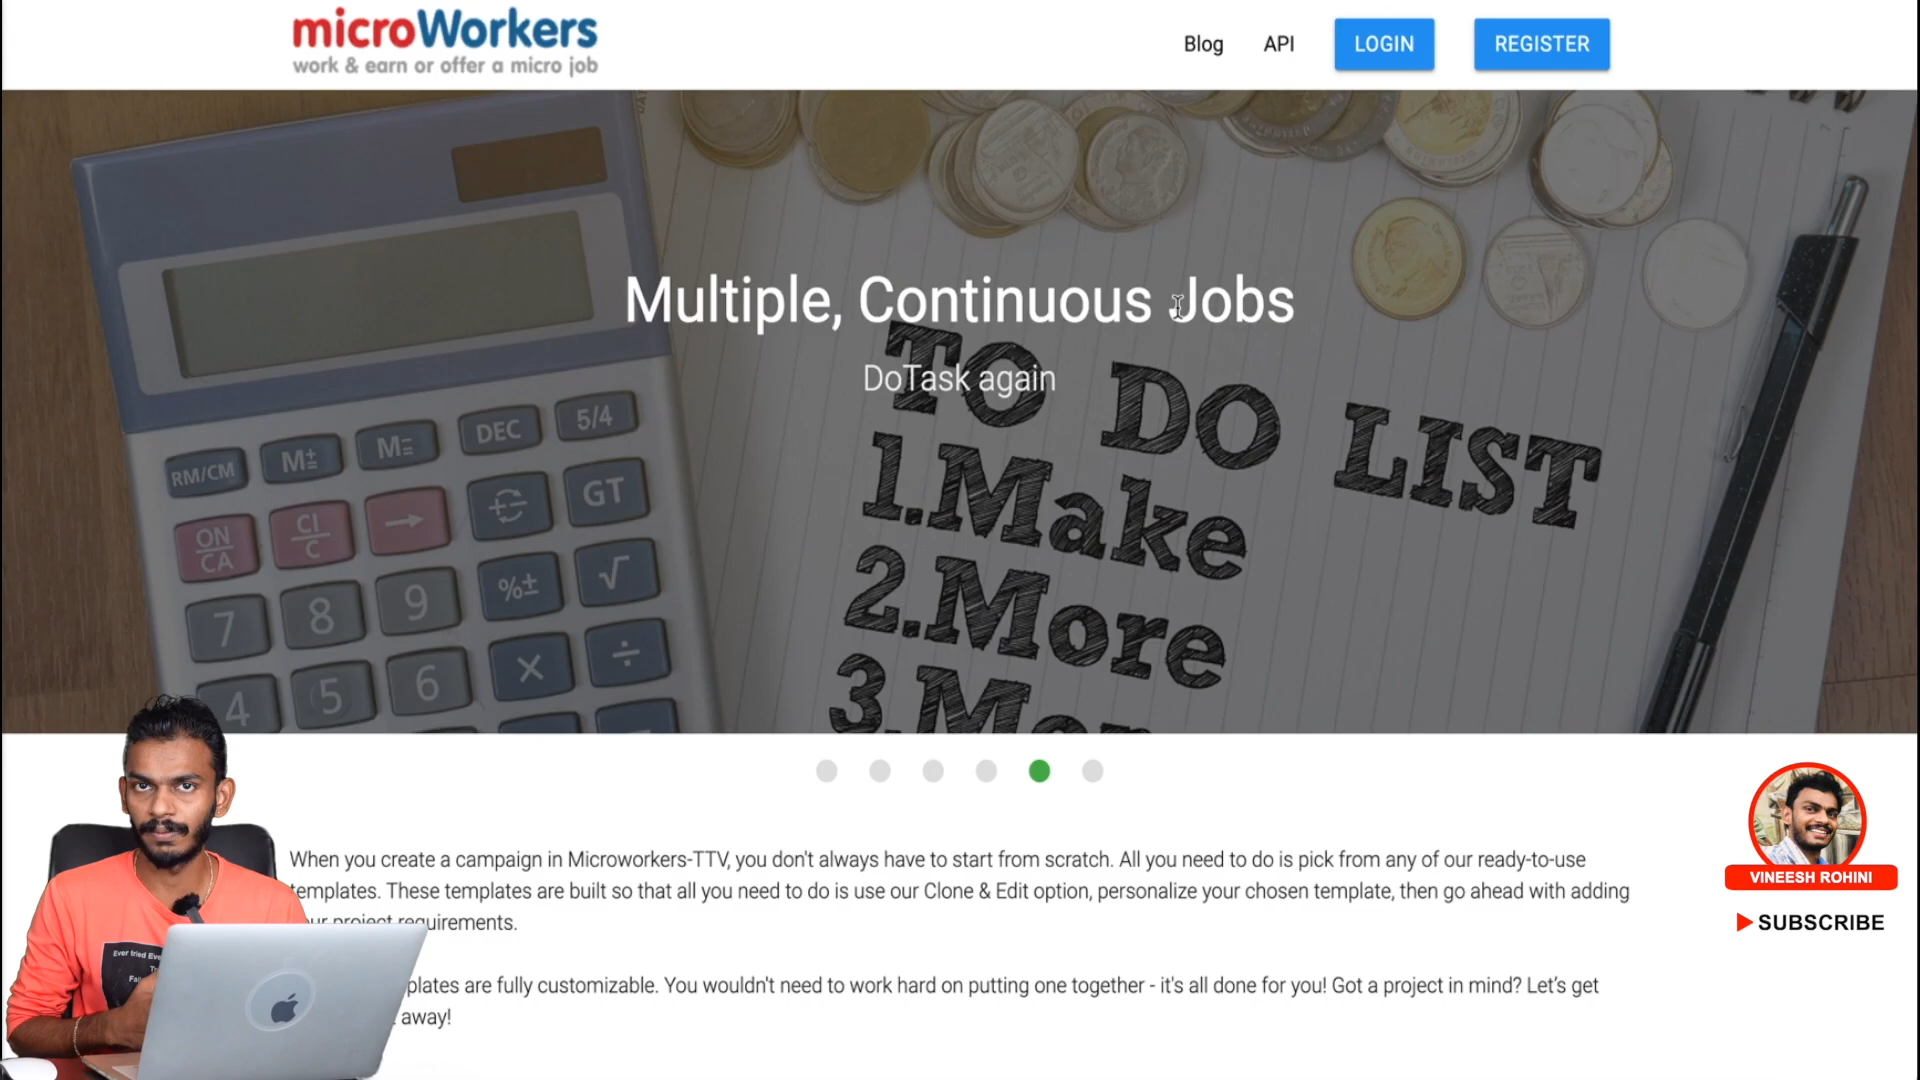 microWorkers
work & earn or offer a micro job
Blog API LOGIN REGISTER
Multiple, Continuous Jobs
DoTask again
TO DO LIST
1.Make
2.More
3.
RM/CM M± M= DEC 5/4
ON/CA CI/C → GT
7 8 9 %± √
4 5 6 × ÷
When you create a campaign in Microworkers-TTV, you don't always have to start from scratch. All you need to do is pick from any of our ready-to-use
templates. These templates are built so that all you need to do is use our Clone & Edit option, personalize your chosen template, then go ahead with adding
project requirements.
are fully customizable. You wouldn't need to work hard on putting one together - it's all done for you! Got a project in mind? Let's get
away!
Ever tried Eve
VINEESH ROHINI
SUBSCRIBE